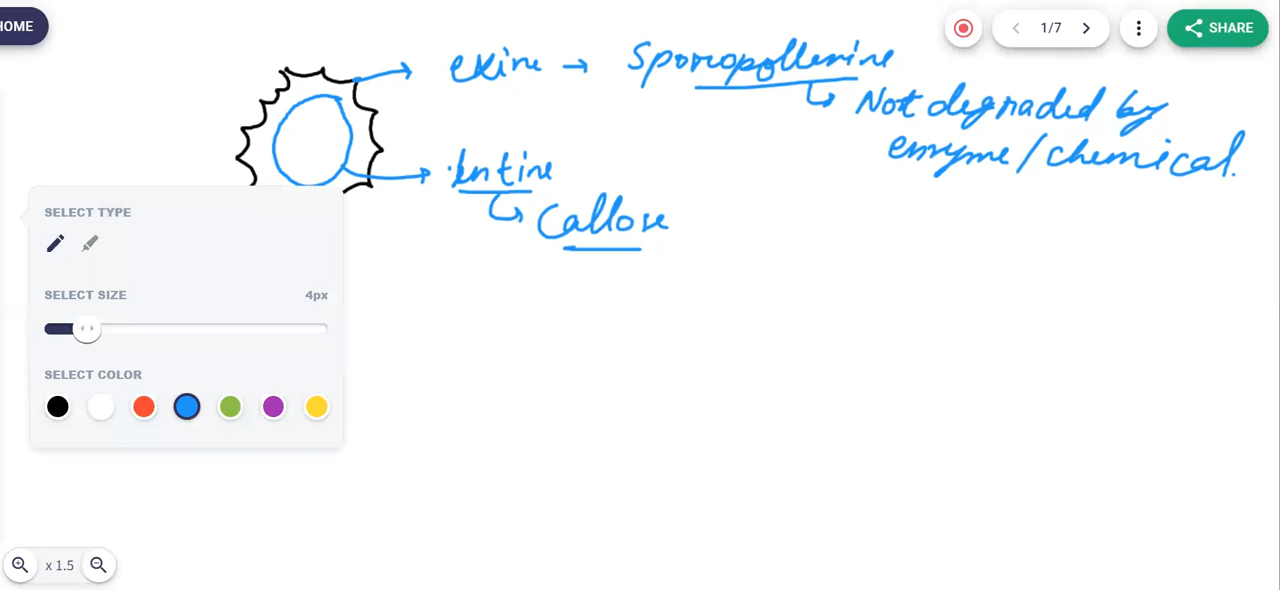 HOME
1/7
SHARE
exine → Sporopollenine
Not degraded by
enzyme/chemical.
intine
Callose
SELECT TYPE
SELECT SIZE 4px
SELECT COLOR
x 1.5